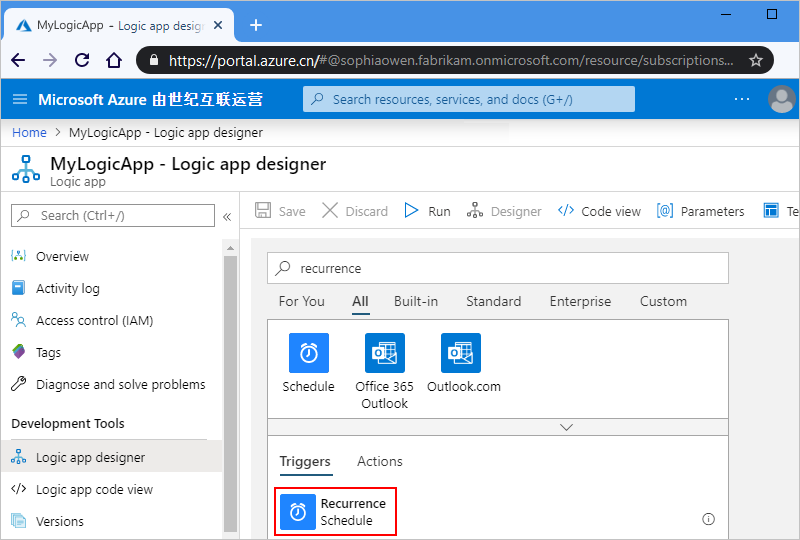 MyLogicApp - Logic app desig
https://portal.azure.cn/#@sophiaowen.fabrikam.onmicrosoft.com/resource/subscriptions...
Microsoft Azure 由世纪互联运营
Search resources, services, and docs (G+/)
Home > MyLogicApp - Logic app designer
MyLogicApp - Logic app designer
Logic app
Search (Ctrl+/)
«
Save Discard Run Designer Code view Parameters Te
Overview
Activity log
Access control (IAM)
Tags
Diagnose and solve problems
Development Tools
Logic app designer
Logic app code view
Versions
recurrence
For You All Built-in Standard Enterprise Custom
Schedule
Office 365
Outlook
Outlook.com
Triggers Actions
Recurrence
Schedule